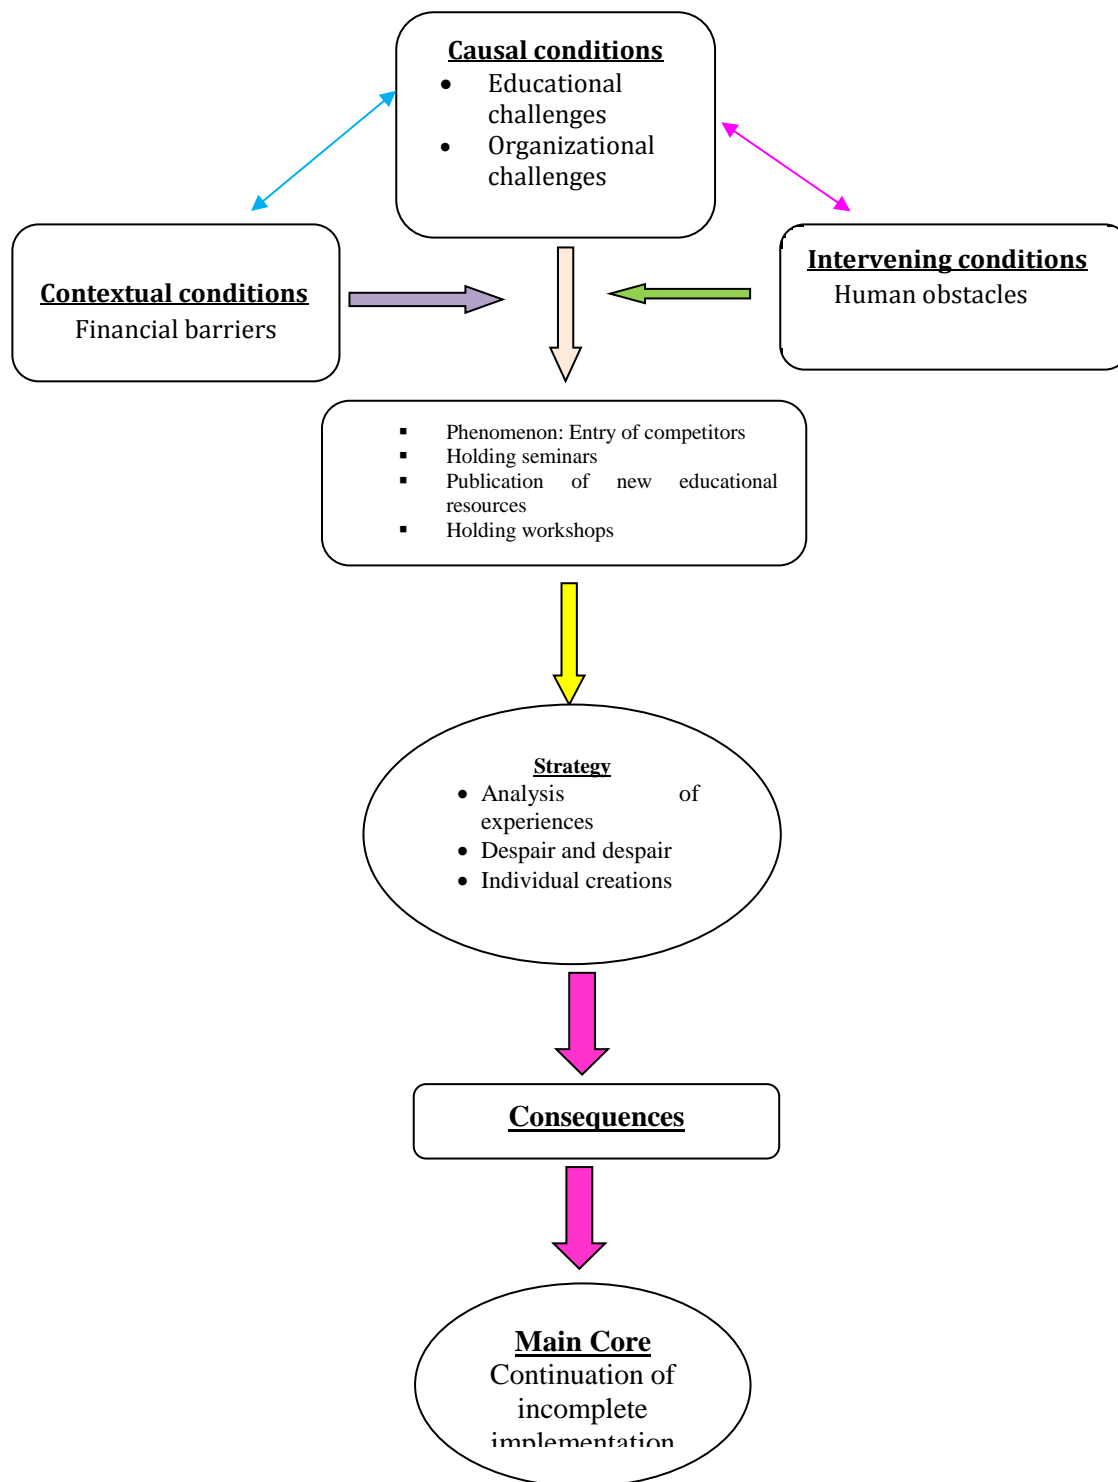 Causal conditions
• Educational
challenges
• Organizational
challenges
Contextual conditions
Financial barriers
Intervening conditions
Human obstacles
▪ Phenomenon: Entry of competitors
▪ Holding seminars
▪ Publication of new educational
resources
▪ Holding workshops
Strategy
• Analysis of
experiences
• Despair and despair
• Individual creations
Consequences
Main Core
Continuation of
incomplete
implementation